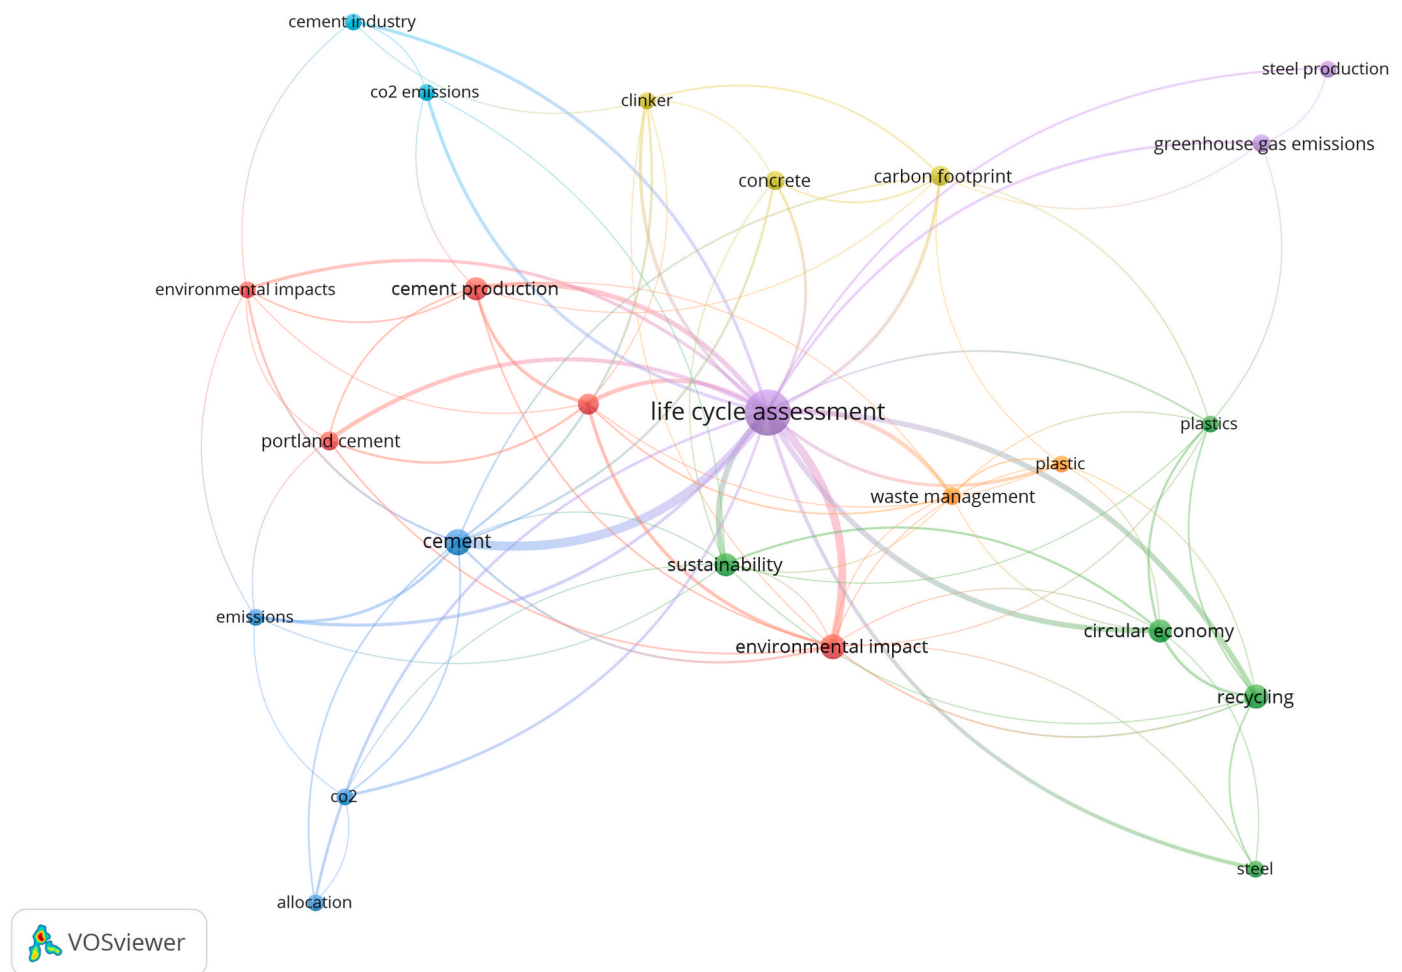 cement industry
steel production
co2 emissions
clinker
greenhouse gas emissions
concrete
carbon footprint
environmental impacts
cement production
life cycle assessment
plastics
portland cement
plastic
waste management
cement
sustainability
emissions
circular economy
environmental impact
recycling
co2
steel
allocation
VOSviewer